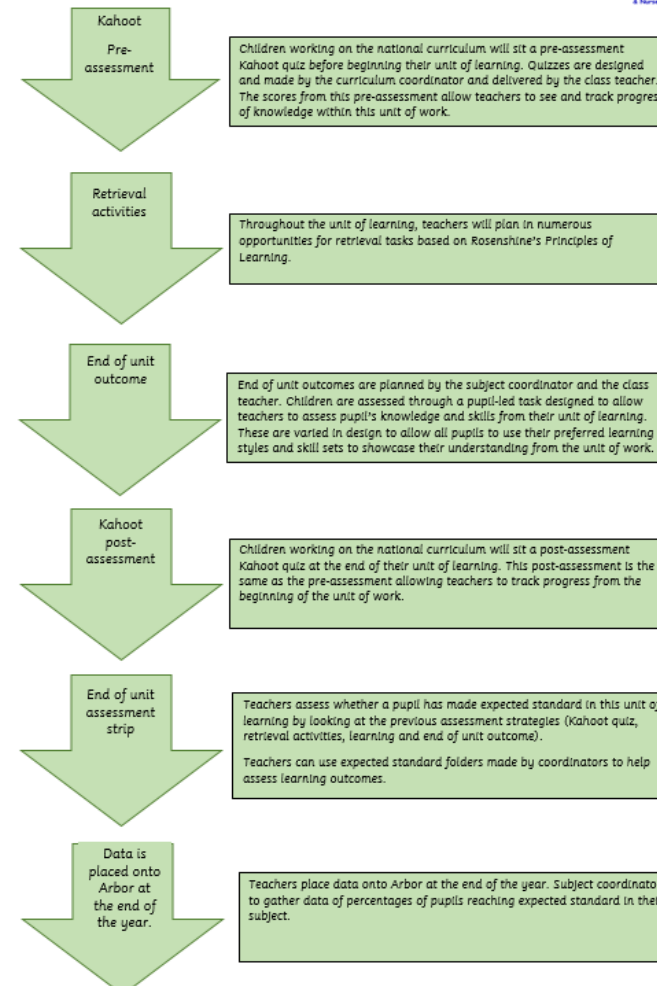 & Nurse
Kahoot
Pre-
assessment
Children working on the national curriculum will sit a pre-assessment
Kahoot quiz before beginning their unit of learning. Quizzes are designed
and made by the curriculum coordinator and delivered by the class teacher.
The scores from this pre-assessment allow teachers to see and track progres
of knowledge within this unit of work.
Retrieval
activities
Throughout the unit of learning, teachers will plan in numerous
opportunities for retrieval tasks based on Rosenshine's Principles of
Learning.
End of unit
outcome
End of unit outcomes are planned by the subject coordinator and the class
teacher. Children are assessed through a pupil-led task designed to allow
teachers to assess pupil's knowledge and skills from their unit of learning.
These are varied in design to allow all pupils to use their preferred learning
styles and skill sets to showcase their understanding from the unit of work.
Kahoot
post-
assessment
Children working on the national curriculum will sit a post-assessment
Kahoot quiz at the end of their unit of learning. This post-assessment is the
same as the pre-assessment allowing teachers to track progress from the
beginning of the unit of work.
End of unit
assessment
strip
Teachers assess whether a pupil has made expected standard in this unit of
learning by looking at the previous assessment strategies (Kahoot quiz,
retrieval activities, learning and end of unit outcome).
Teachers can use expected standard folders made by coordinators to help
assess learning outcomes.
Data is
placed onto
Arbor at
the end of
the year.
Teachers place data onto Arbor at the end of the year. Subject coordinato
to gather data of percentages of pupils reaching expected standard in thei
subject.